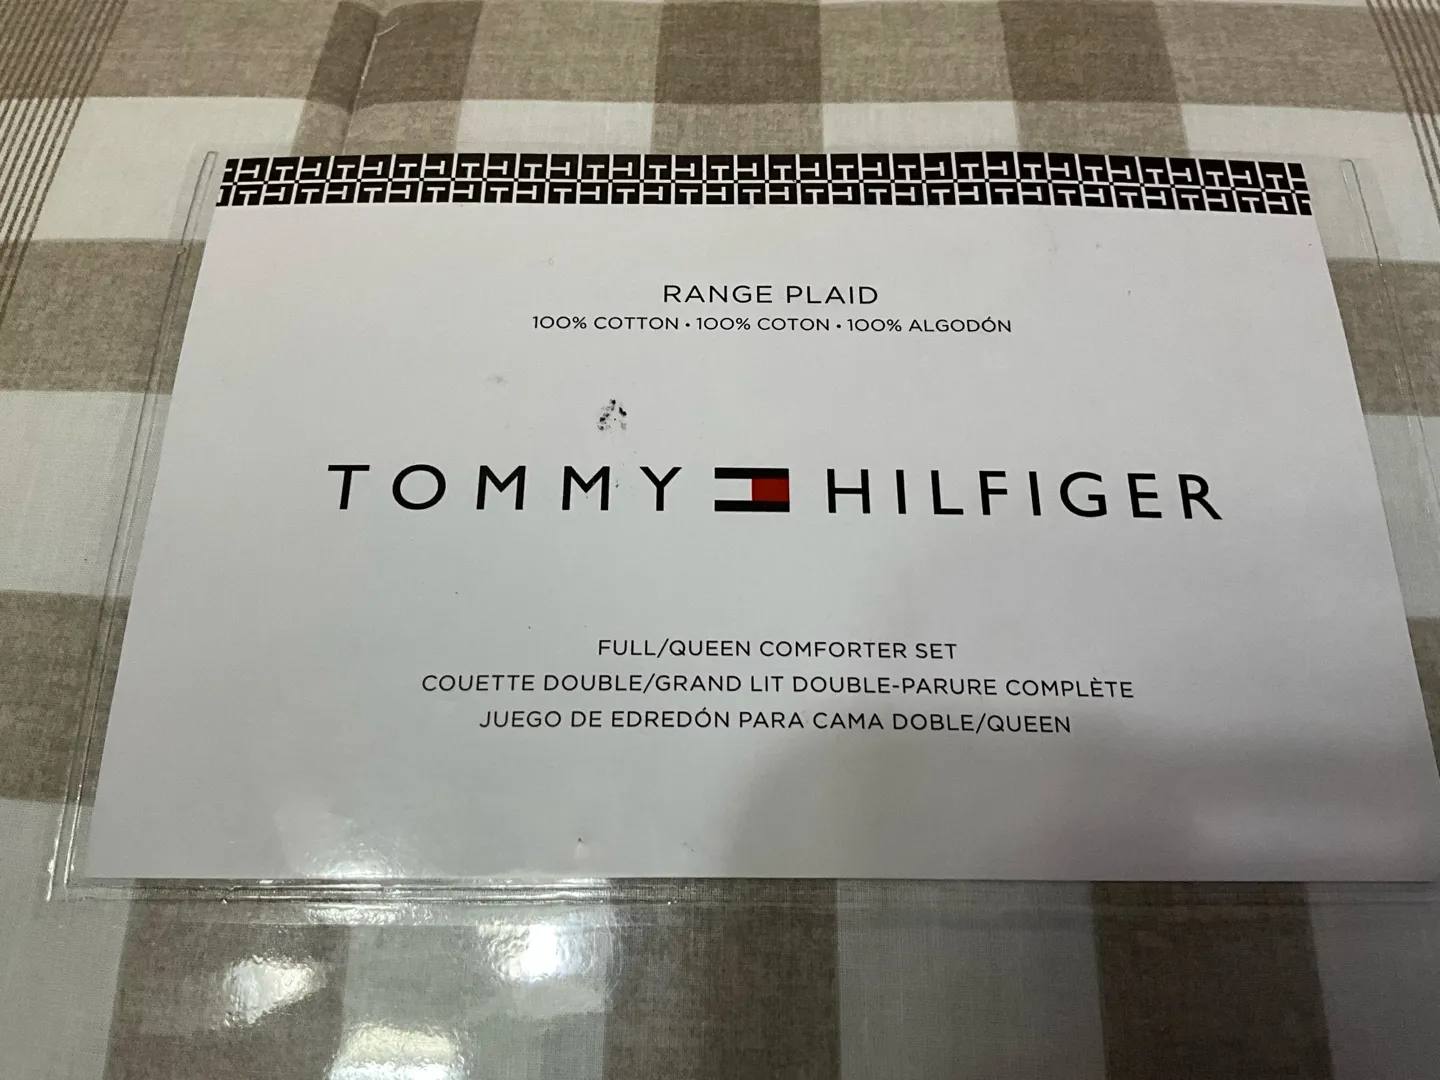 RANGE PLAID
100% COTTON • 100% COTON • 100% ALGODÓN
TOMMY HILFIGER
FULL/QUEEN COMFORTER SET
COUETTE DOUBLE/GRAND LIT DOUBLE-PARURE COMPLÈTE
JUEGO DE EDREDÓN PARA CAMA DOBLE/QUEEN